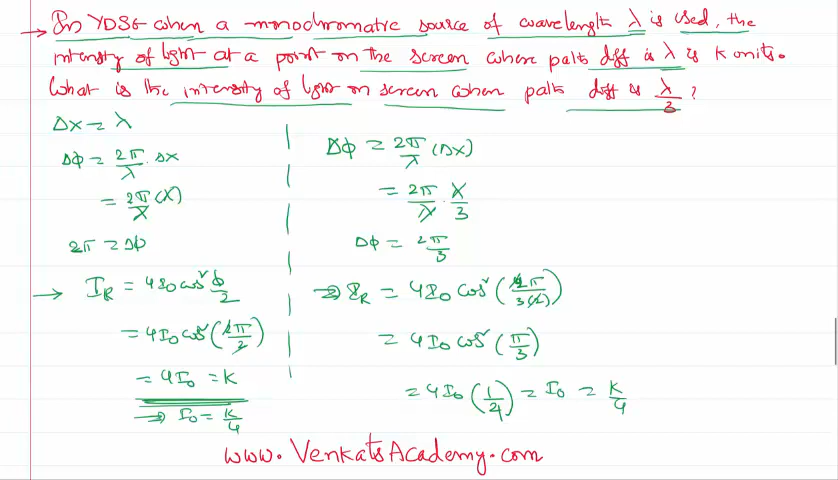 → In YDSE when a monochromatic source of wavelength λ is used, the
intensity of light at a point on the screen where path diff is λ is K units.
What is the intensity of light on screen when path diff is λ/3 ?
Δx = λ
Δϕ = 2π/λ · Δx
= 2π/λ (λ)
2π = Δϕ
→ I_R = 4I0 cos² ϕ/2
= 4I0 cos² (2π/2)
= 4I0 = K
⇒ I0 = K/4
Δϕ = 2π/λ (Δx)
= 2π/λ · λ/3
Δϕ = 2π/3
⇒ I_R = 4I0 cos² (2π/3(2))
= 4I0 cos² (π/3)
= 4I0 (1/4) = I0 = K/4
www.VenkatsAcademy.com